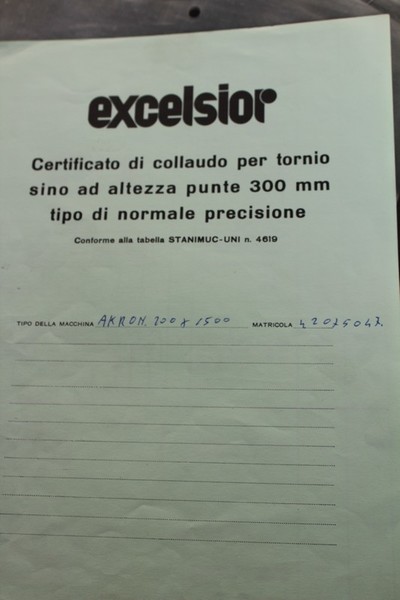 excelsior
Certificato di collaudo per tornio
sino ad altezza punte 300 mm
tipo di normale precisione
Conforme alla tabella STANIMUC-UNI n. 4619
TIPO DELLA MACCHINA AKRON 200 x 1500 MATRICOLA